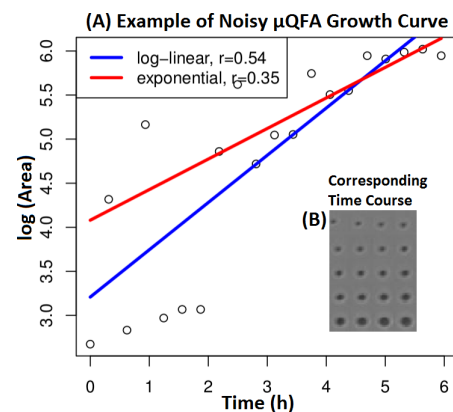 (A) Example of Noisy µQFA Growth Curve
log−linear, r=0.54
exponential, r=0.35
log (Area)
6.0
5.5
5.0
4.5
4.0
3.5
3.0
Corresponding
Time Course
(B)
0 1 2 3 4 5 6
Time (h)